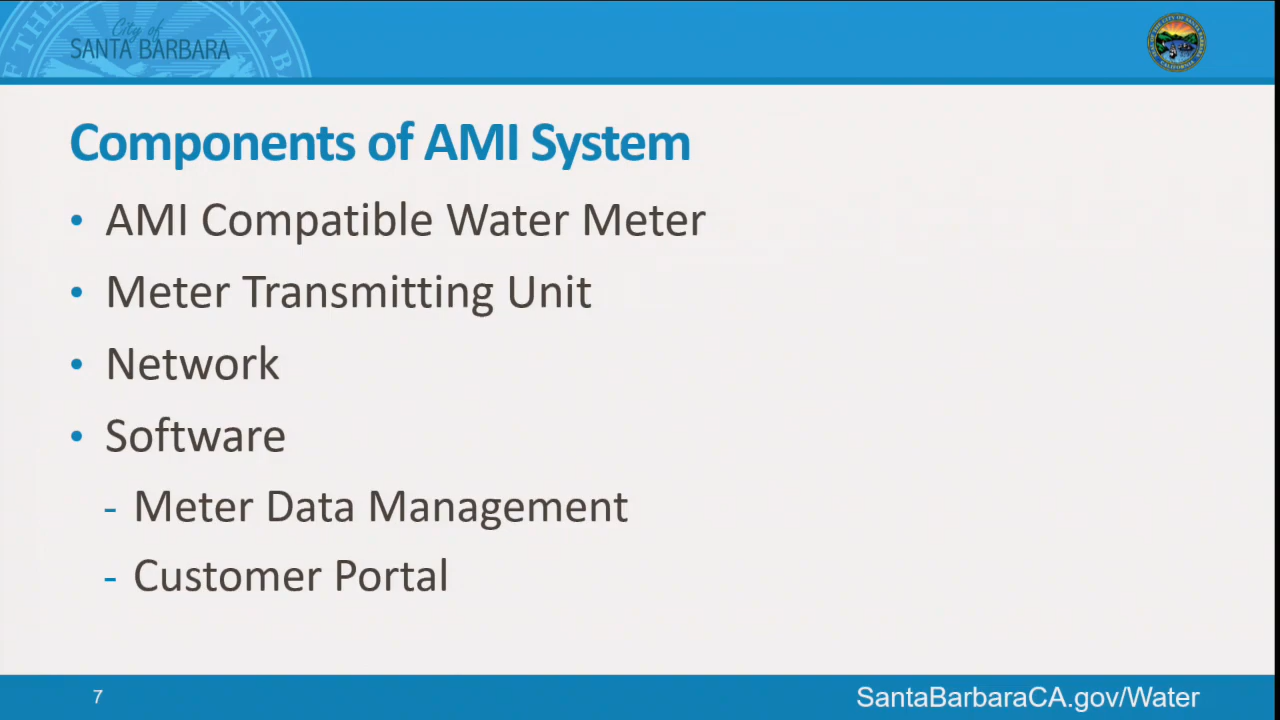 City of
SANTA BARBARA
Components of AMI System
• AMI Compatible Water Meter
• Meter Transmitting Unit
• Network
• Software
- Meter Data Management
- Customer Portal
7
SantaBarbaraCA.gov/Water